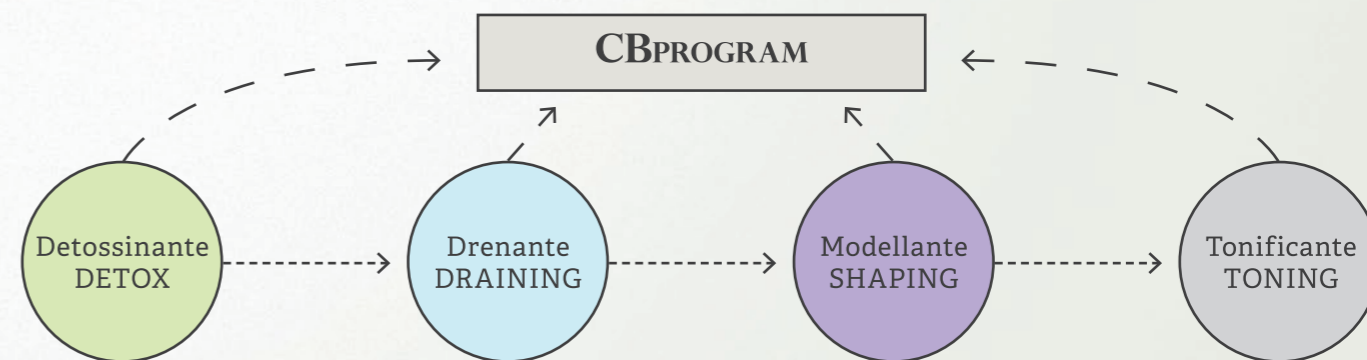 CBPROGRAM
Detossinante
DETOX
Drenante
DRAINING
Modellante
SHAPING
Tonificante
TONING